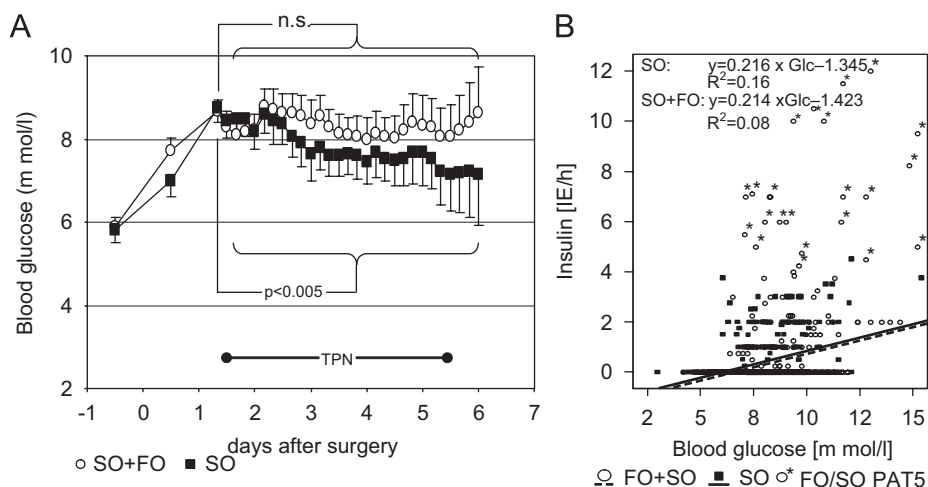 A
n.s.
10
8
6
4
2
Blood glucose (m mol/l)
p<0.005
TPN
-1 0 1 2 3 4 5 6 7
days after surgery
SO+FO SO
B
SO: y=0.216 x Glc–1.345
R²=0.16
SO+FO: y=0.214 xGlc–1.423
R²=0.08
12
10
8
6
4
2
0
Insulin [IE/h]
2 5 8 10 12 15
Blood glucose [m mol/l]
FO+SO SO * FO/SO PAT5